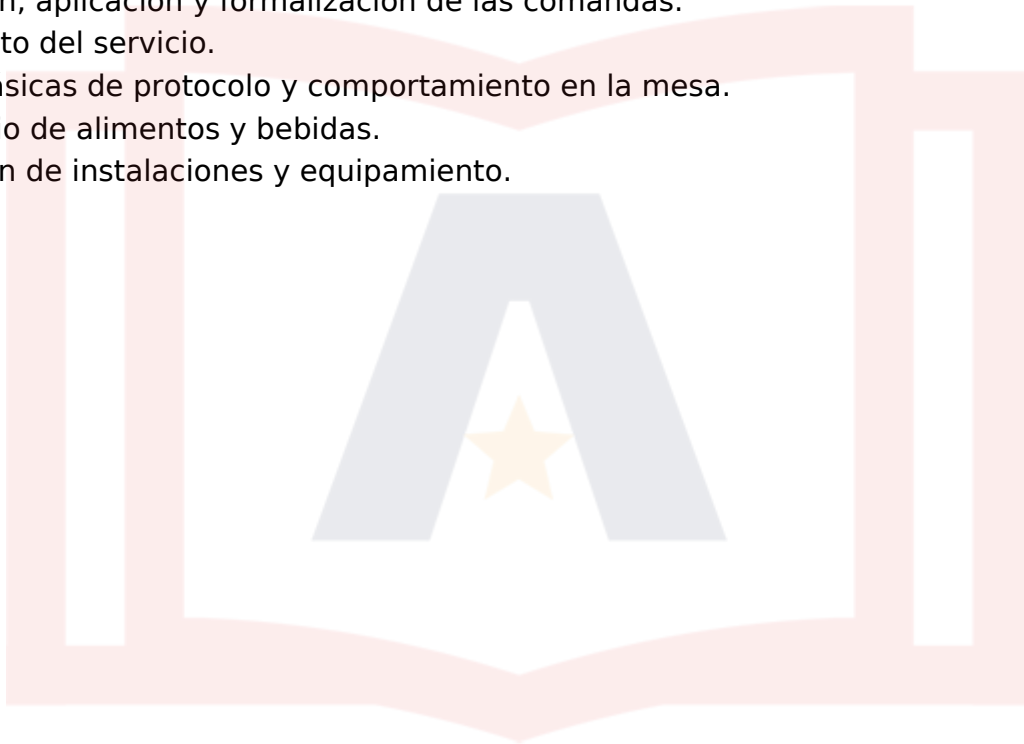 n, aplicación y formalización de las comandas.
to del servicio.
sicas de protocolo y comportamiento en la mesa.
o de alimentos y bebidas.
n de instalaciones y equipamiento.